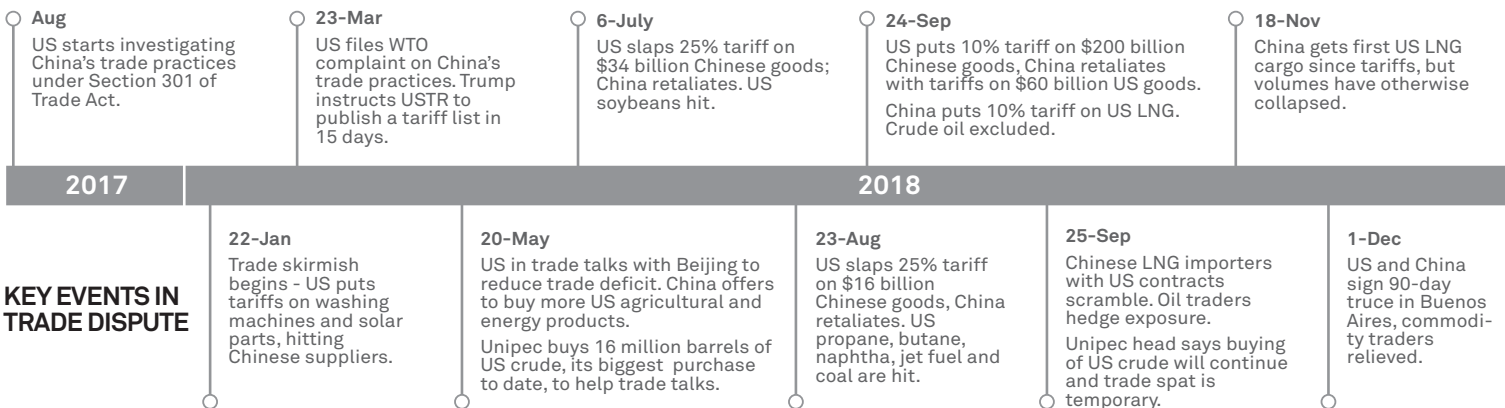 Aug
US starts investigating
China's trade practices
under Section 301 of
Trade Act.
23-Mar
US files WTO
complaint on China's
trade practices. Trump
instructs USTR to
publish a tariff list in
15 days.
6-July
US slaps 25% tariff on
$34 billion Chinese goods;
China retaliates. US
soybeans hit.
24-Sep
US puts 10% tariff on $200 billion
Chinese goods, China retaliates
with tariffs on $60 billion US goods.
China puts 10% tariff on US LNG.
Crude oil excluded.
18-Nov
China gets first US LNG
cargo since tariffs, but
volumes have otherwise
collapsed.
2017
2018
KEY EVENTS IN
TRADE DISPUTE
22-Jan
Trade skirmish
begins - US puts
tariffs on washing
machines and solar
parts, hitting
Chinese suppliers.
20-May
US in trade talks with Beijing to
reduce trade deficit. China offers
to buy more US agricultural and
energy products.
Unipec buys 16 million barrels of
US crude, its biggest purchase
to date, to help trade talks.
23-Aug
US slaps 25% tariff
on $16 billion
Chinese goods, China
retaliates. US
propane, butane,
naphtha, jet fuel and
coal are hit.
25-Sep
Chinese LNG importers
with US contracts
scramble. Oil traders
hedge exposure.
Unipec head says buying
of US crude will continue
and trade spat is
temporary.
1-Dec
US and China
sign 90-day
truce in Buenos
Aires, commodi-
ty traders
relieved.